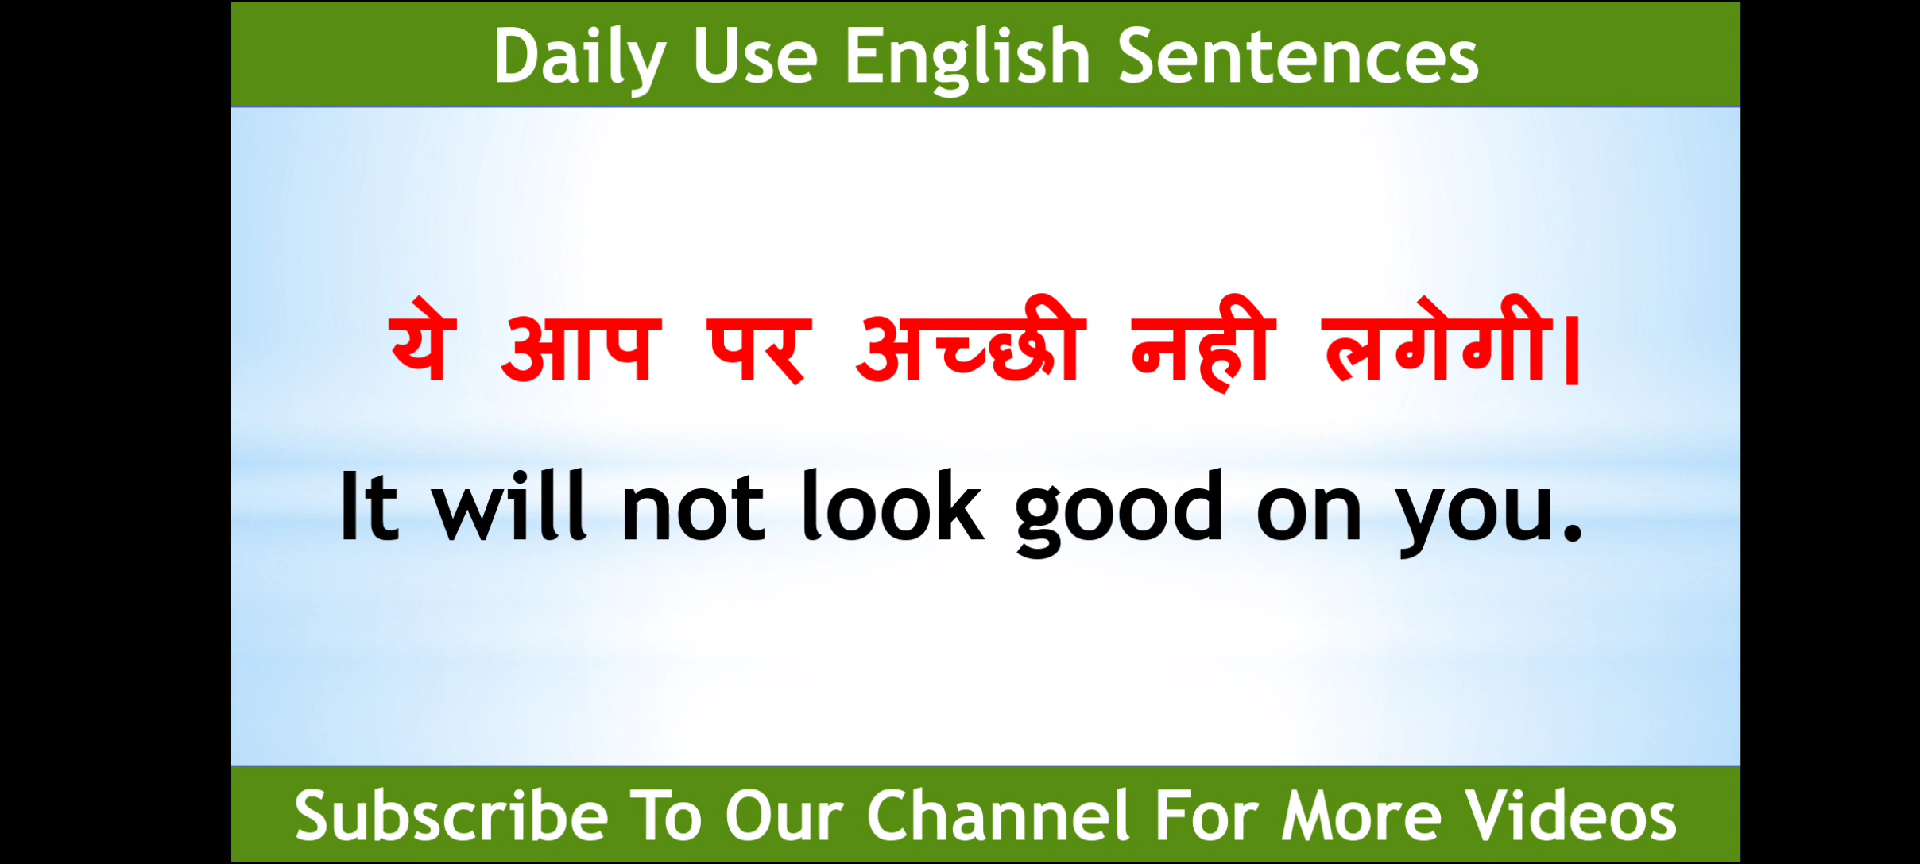 Daily Use English Sentences
ये आप पर अच्छी नही लगेगी।
It will not look good on you.
Subscribe To Our Channel For More Videos